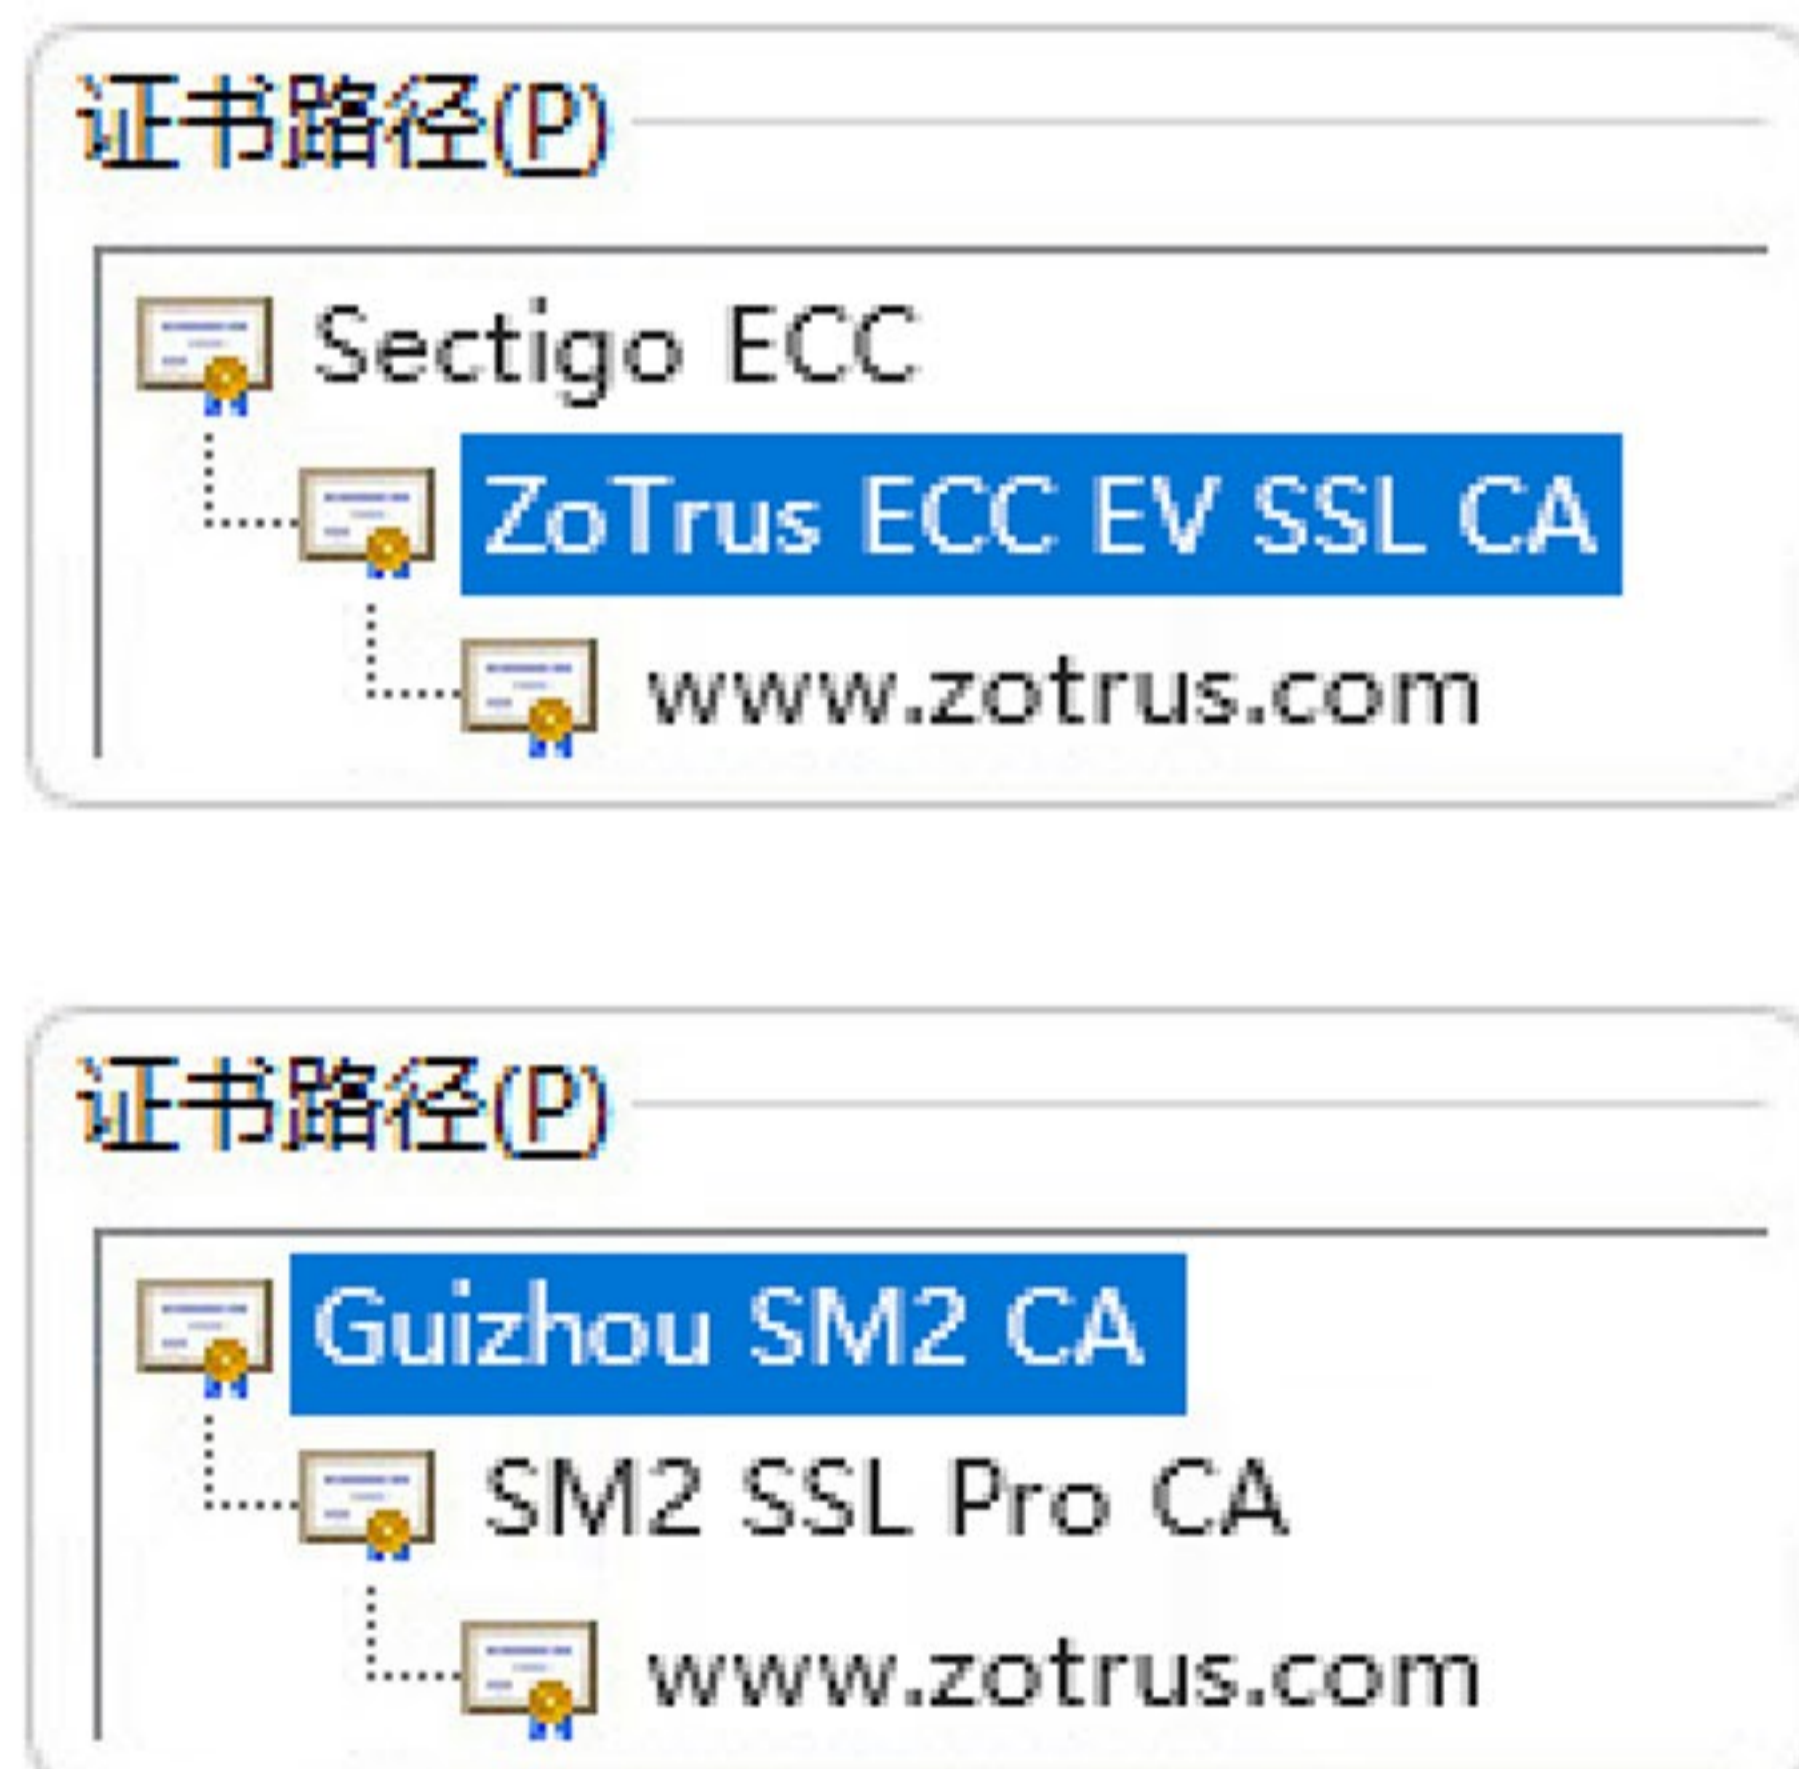 证书路径(P)
Sectigo ECC
ZoTrus ECC EV SSL CA
www.zotrus.com
证书路径(P)
Guizhou SM2 CA
SM2 SSL Pro CA
www.zotrus.com